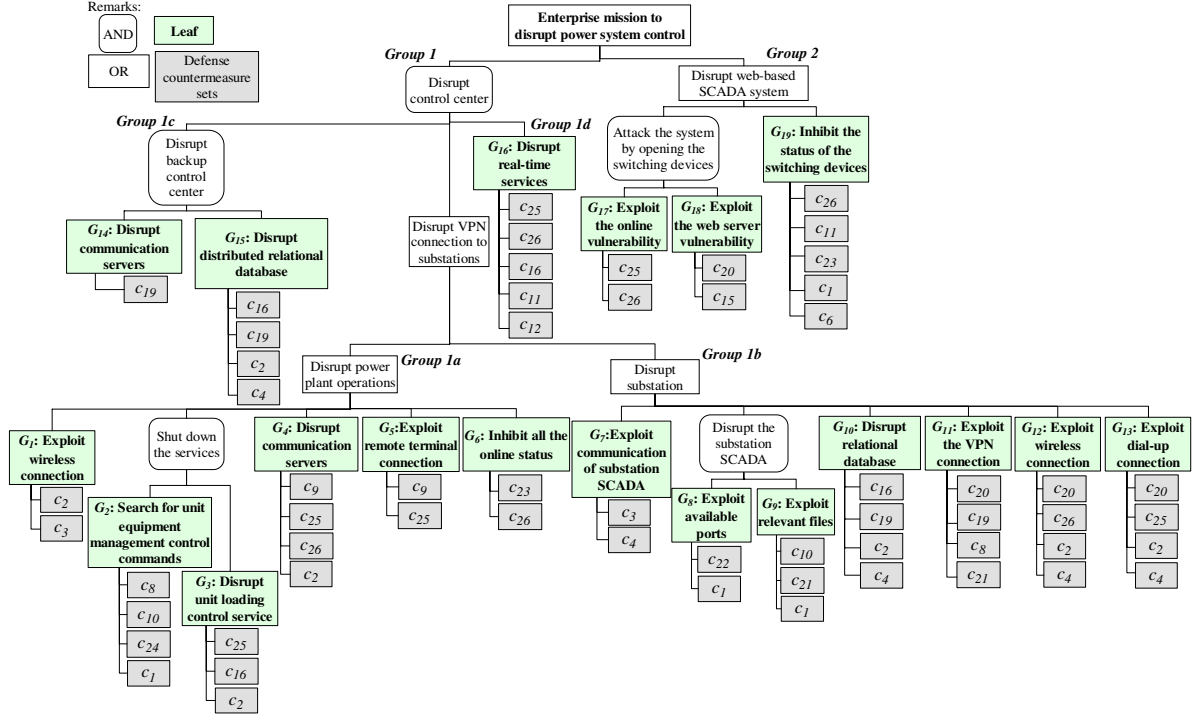 Remarks:
AND
Leaf
OR
Defense
countermeasure
sets
Enterprise mission to
disrupt power system control
Group 1
Disrupt
control center
Group 2
Disrupt web-based
SCADA system
Group 1c
Disrupt
backup
control
center
G14: Disrupt
communication
servers
c19
G15: Disrupt
distributed relational
database
c16
c19
c2
c4
Disrupt VPN
connection to
substations
Group 1d
G16: Disrupt
real-time
services
c25
c26
c16
c11
c12
Attack the system
by opening the
switching devices
G17: Exploit
the online
vulnerability
c25
c26
G18: Exploit
the web server
vulnerability
c20
c15
G19: Inhibit the
status of the
switching devices
c26
c11
c23
c1
c6
Group 1a
Disrupt power
plant operations
Group 1b
Disrupt
substation
G1: Exploit
wireless
connection
c2
c3
Shut down
the services
G2: Search for unit
equipment
management control
commands
c8
c10
c24
c1
G3: Disrupt
unit loading
control service
c25
c16
c2
G4: Disrupt
communication
servers
c9
c25
c26
c2
G5:Exploit
remote terminal
connection
c9
c25
G6: Inhibit all the
online status
c23
c26
G7:Exploit
communication
of substation
SCADA
c3
c4
Disrupt the
substation
SCADA
G8: Exploit
available
ports
c22
c1
G9: Exploit
relevant files
c10
c21
c1
G10: Disrupt
relational
database
c16
c19
c2
c4
G11: Exploit
the VPN
connection
c20
c19
c8
c21
G12: Exploit
wireless
connection
c20
c26
c2
c4
G13: Exploit
dial-up
connection
c20
c25
c2
c4